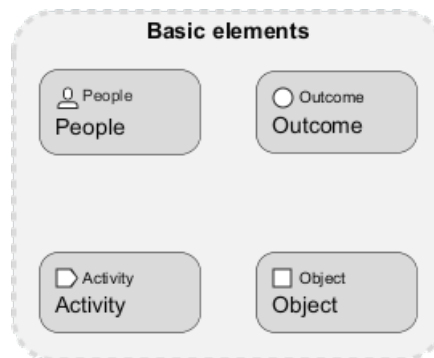 Basic elements
People
People
Outcome
Outcome
Activity
Activity
Object
Object